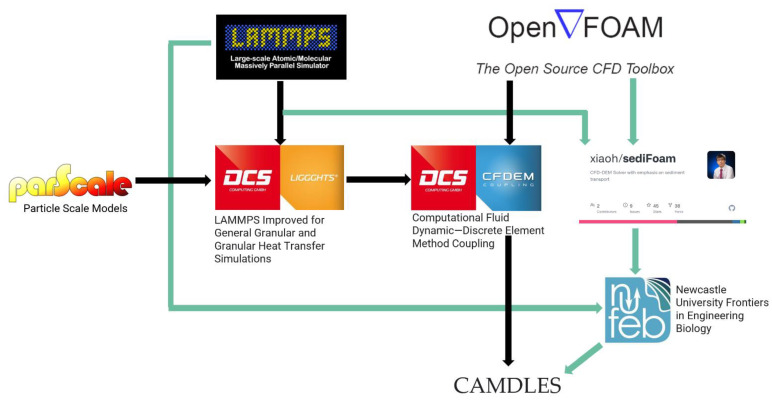 LAMMPS
Large-scale Atomic/Molecular
Massively Parallel Simulator
Open∇FOAM
The Open Source CFD Toolbox
parScale
Particle Scale Models
DCS
COMPUTING GMBH
LIGGGHTS®
LAMMPS Improved for
General Granular and
Granular Heat Transfer
Simulations
DCS
COMPUTING GMBH
CFDEM
COUPLING
Computational Fluid
Dynamic—Discrete Element
Method Coupling
xiaoh/sediFoam
CFD-DEM Solver with emphasis on sediment
transport
2
9
45
Contributors
Issues
Stars
Forks
nufeb
Newcastle
University Frontiers
in Engineering
Biology
CAMDLES